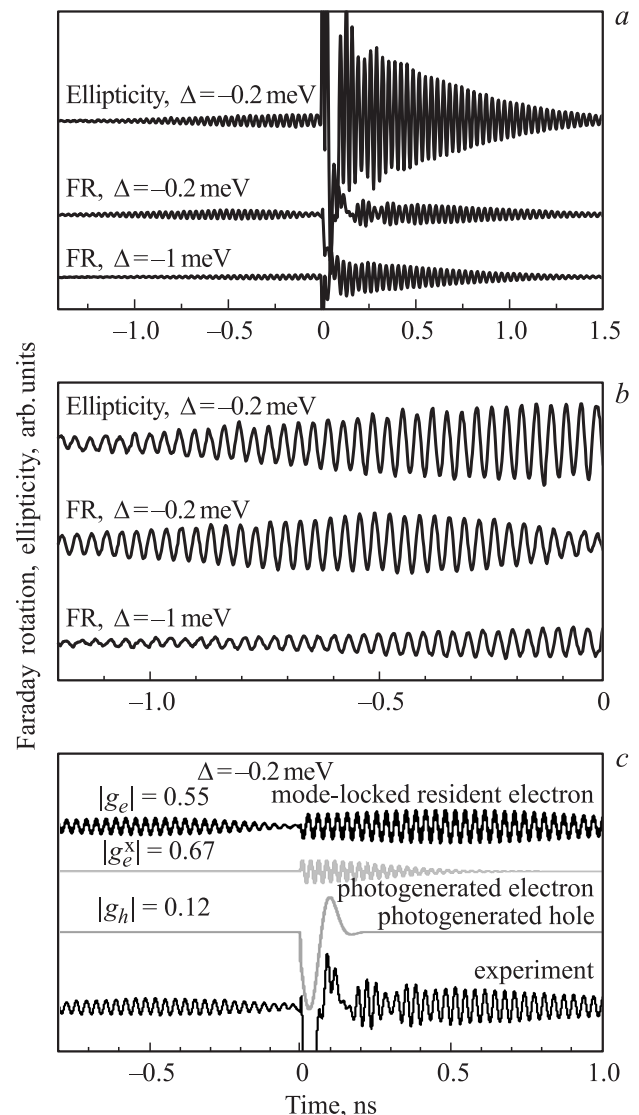 a
Ellipticity, Δ = –0.2 meV
FR, Δ = –0.2 meV
FR, Δ = –1 meV
–1.0 –0.5 0 0.5 1.0 1.5
Faraday rotation, ellipticity, arb. units
b
Ellipticity, Δ = –0.2 meV
FR, Δ = –0.2 meV
FR, Δ = –1 meV
–1.0 –0.5 0
c
Δ = –0.2 meV
|gₑ| = 0.55 mode-locked resident electron
|gₑˣ| = 0.67
photogenerated electron
|gₕ| = 0.12 photogenerated hole
experiment
–0.5 0 0.5 1.0
Time, ns